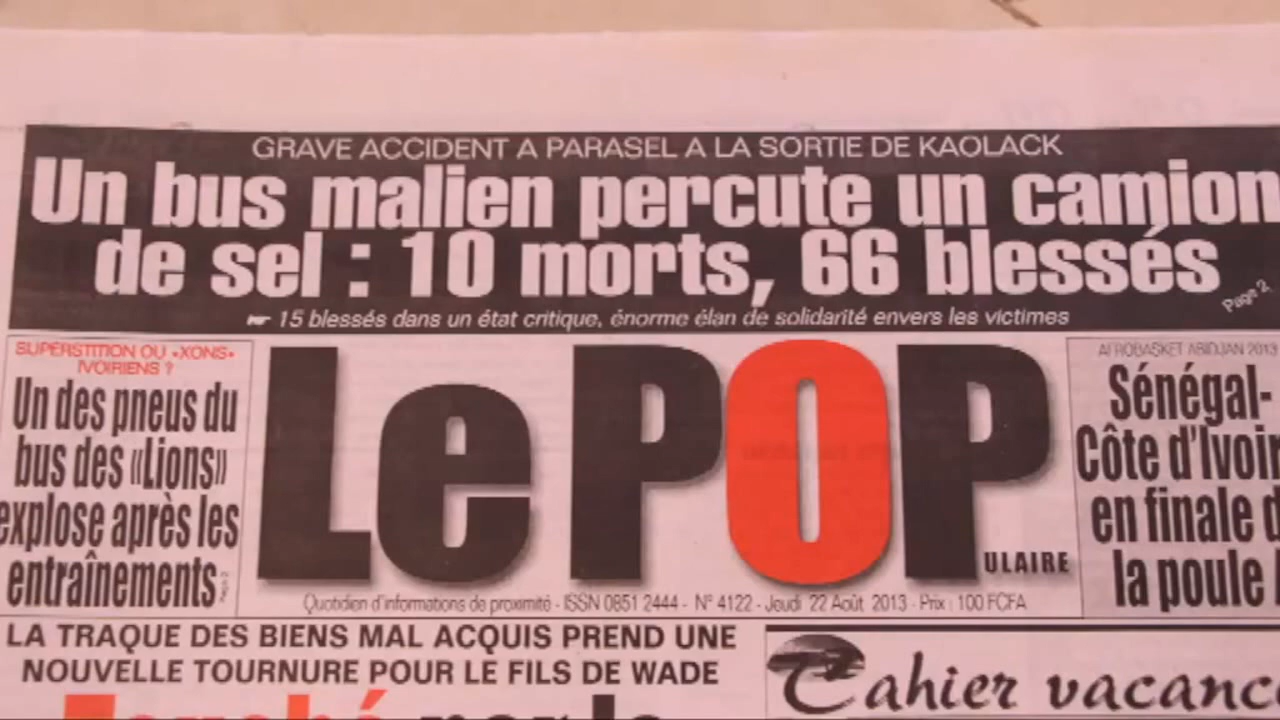 GRAVE ACCIDENT A PARASEL A LA SORTIE DE KAOLACK
Un bus malien percute un camion
de sel : 10 morts, 66 blessés
Page 2
15 blessés dans un état critique, énorme élan de solidarité envers les victimes
SUPERSTITION OU «XONS»
IVOIRIENS ?
Un des pneus du
bus des «Lions»
explose après les
entraînements
Page 2
Le POPULAIRE
AFROBASKET ABIDJAN 2013
Sénégal-
Côte d'Ivoir
en finale d
la poule
Quotidien d'informations de proximité - ISSN 0851 2444 - N° 4122 - Jeudi 22 Août 2013 - Prix : 100 FCFA
LA TRAQUE DES BIENS MAL ACQUIS PREND UNE
NOUVELLE TOURNURE POUR LE FILS DE WADE
Cahier vacanc